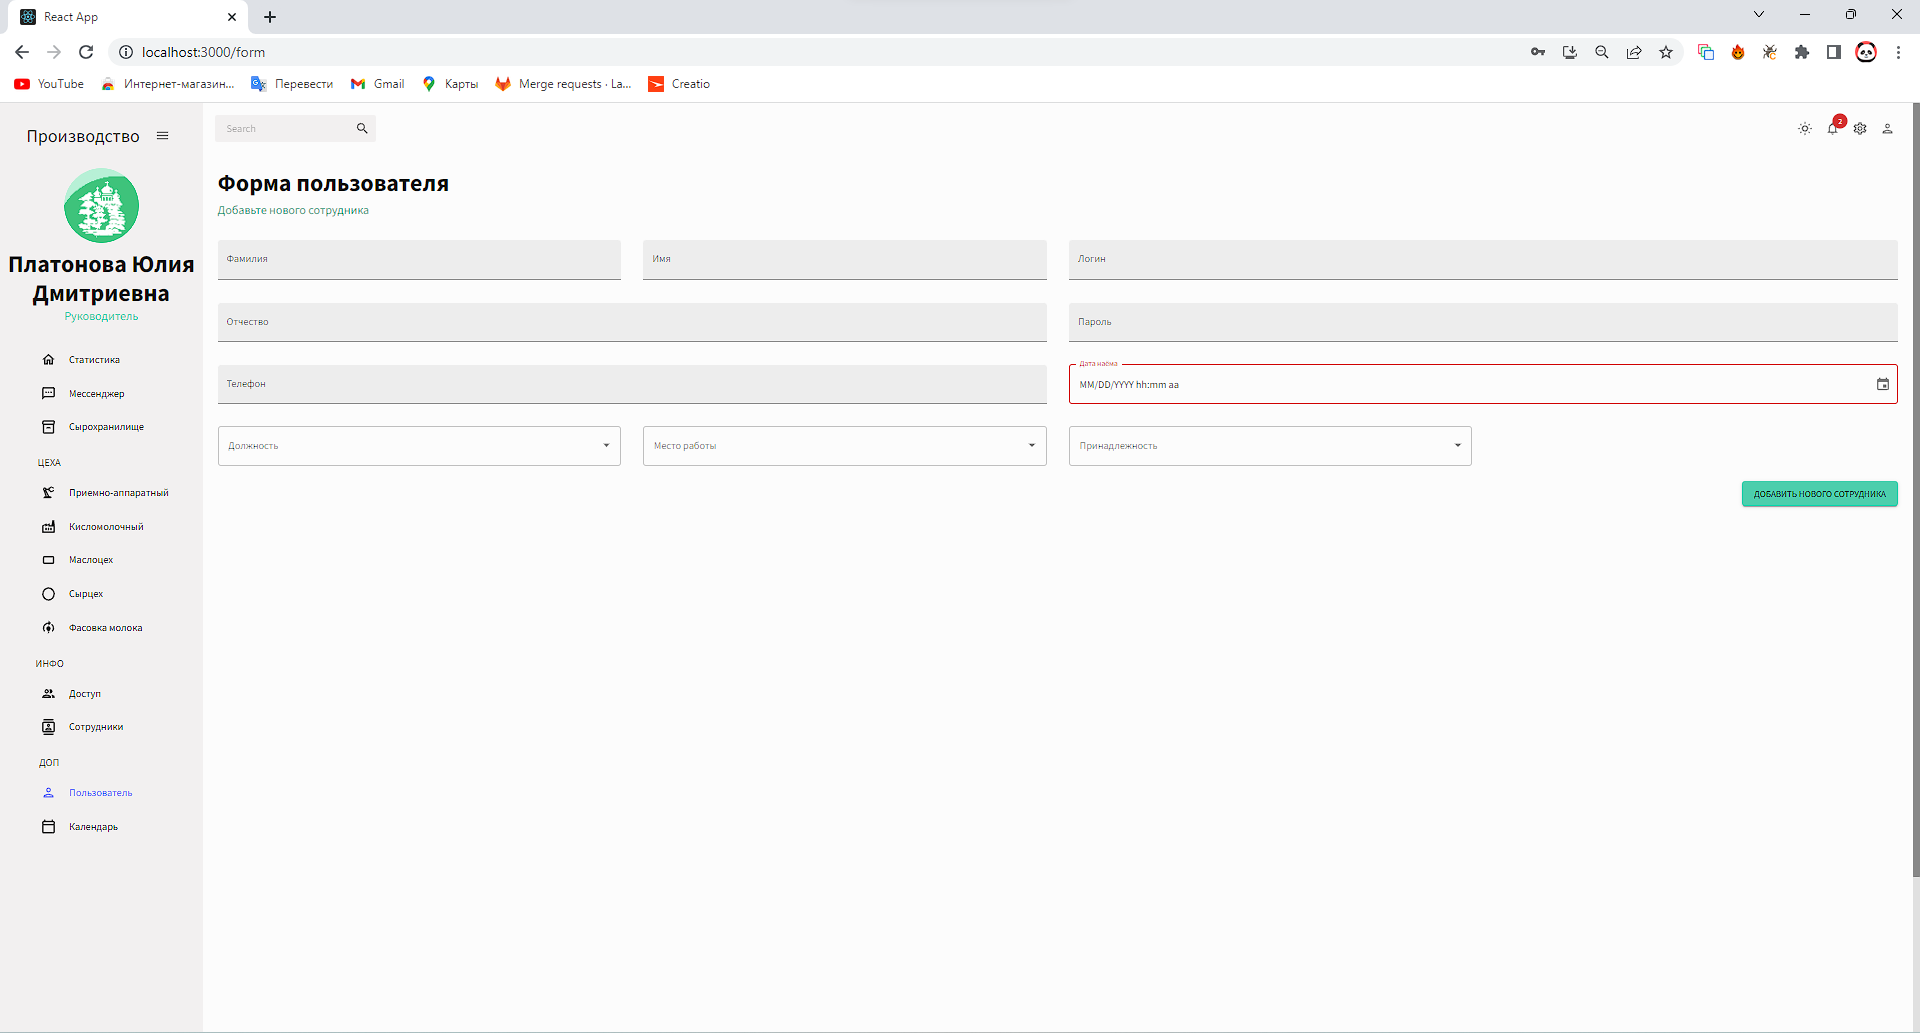 React App
localhost:3000/form
YouTube
Интернет-магазин...
Перевести
Gmail
Карты
Merge requests · La...
Creatio
Производство
Платонова Юлия
Дмитриевна
Руководитель
Статистика
Мессенджер
Сырохранилище
ЦЕХА
Приемно-аппаратный
Кисломолочный
Маслоцех
Сырцех
Фасовка молока
ИНФО
Доступ
Сотрудники
ДОП
Пользователь
Календарь
Search
2
Форма пользователя
Добавьте нового сотрудника
Фамилия
Имя
Логин
Отчество
Пароль
Телефон
Дата наёма
MM/DD/YYYY hh:mm aa
Должность
Место работы
Принадлежность
ДОБАВИТЬ НОВОГО СОТРУДНИКА